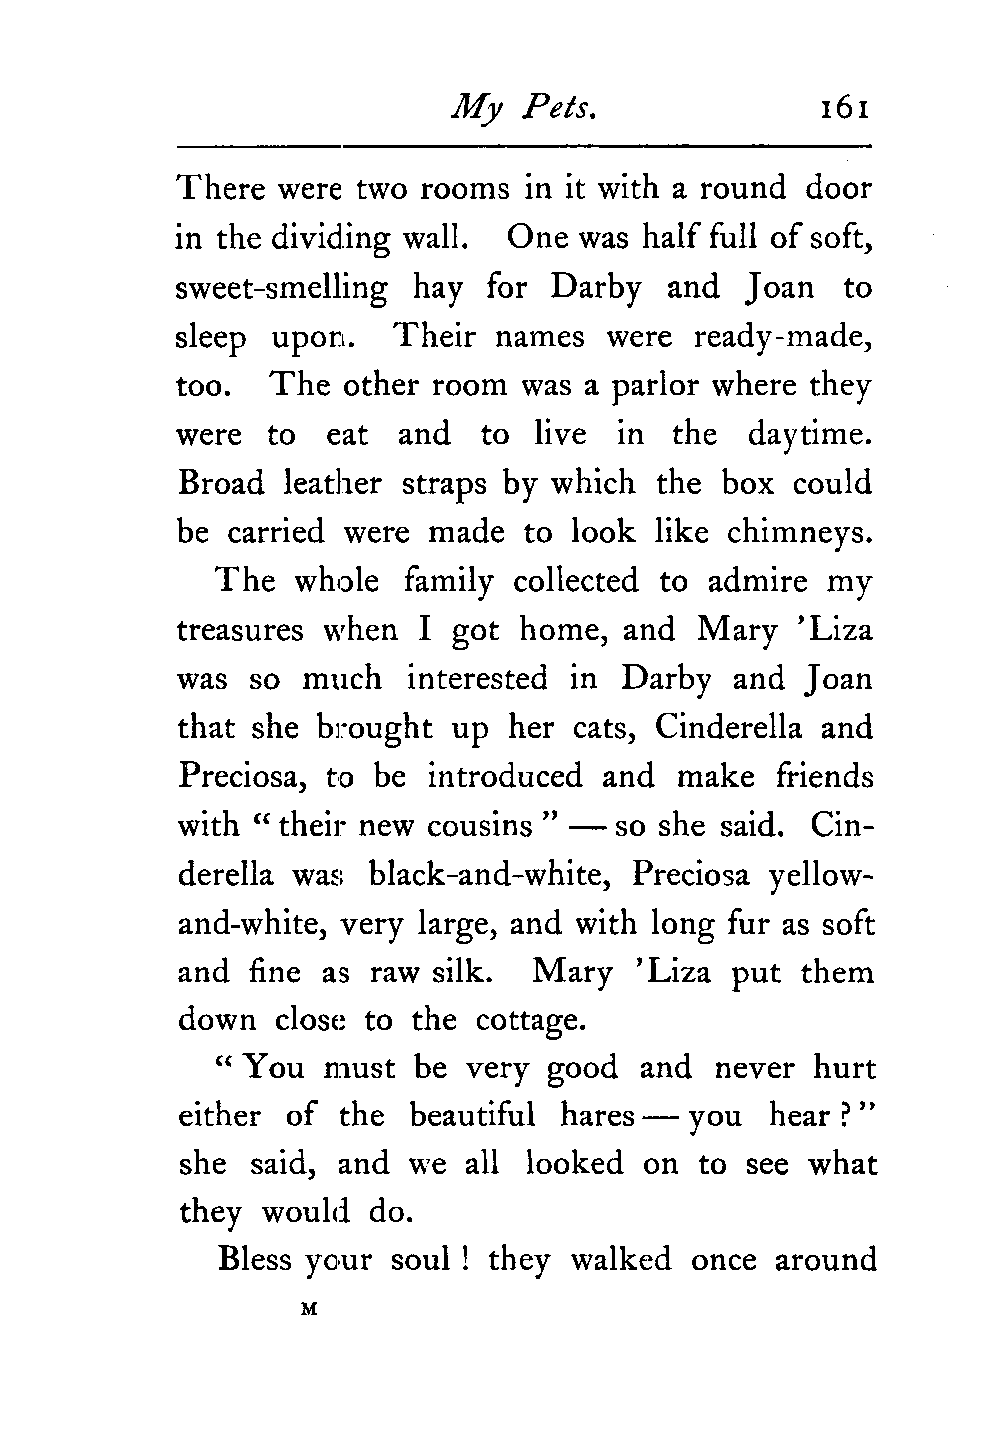 My Pets. 161
There were two rooms in it with a round door
in the dividing wall. One was half full of soft,
sweet-smelling hay for Darby and Joan to
sleep upon. Their names were ready-made,
too. The other room was a parlor where they
were to eat and to live in the daytime.
Broad leather straps by which the box could
be carried were made to look like chimneys.
The whole family collected to admire my
treasures when I got home, and Mary 'Liza
was so much interested in Darby and Joan
that she brought up her cats, Cinderella and
Preciosa, to be introduced and make friends
with “ their new cousins ” — so she said. Cin-
derella was black-and-white, Preciosa yellow-
and-white, very large, and with long fur as soft
and fine as raw silk. Mary 'Liza put them
down close to the cottage.
“ You must be very good and never hurt
either of the beautiful hares — you hear ? ”
she said, and we all looked on to see what
they would do.
Bless your soul ! they walked once around
M